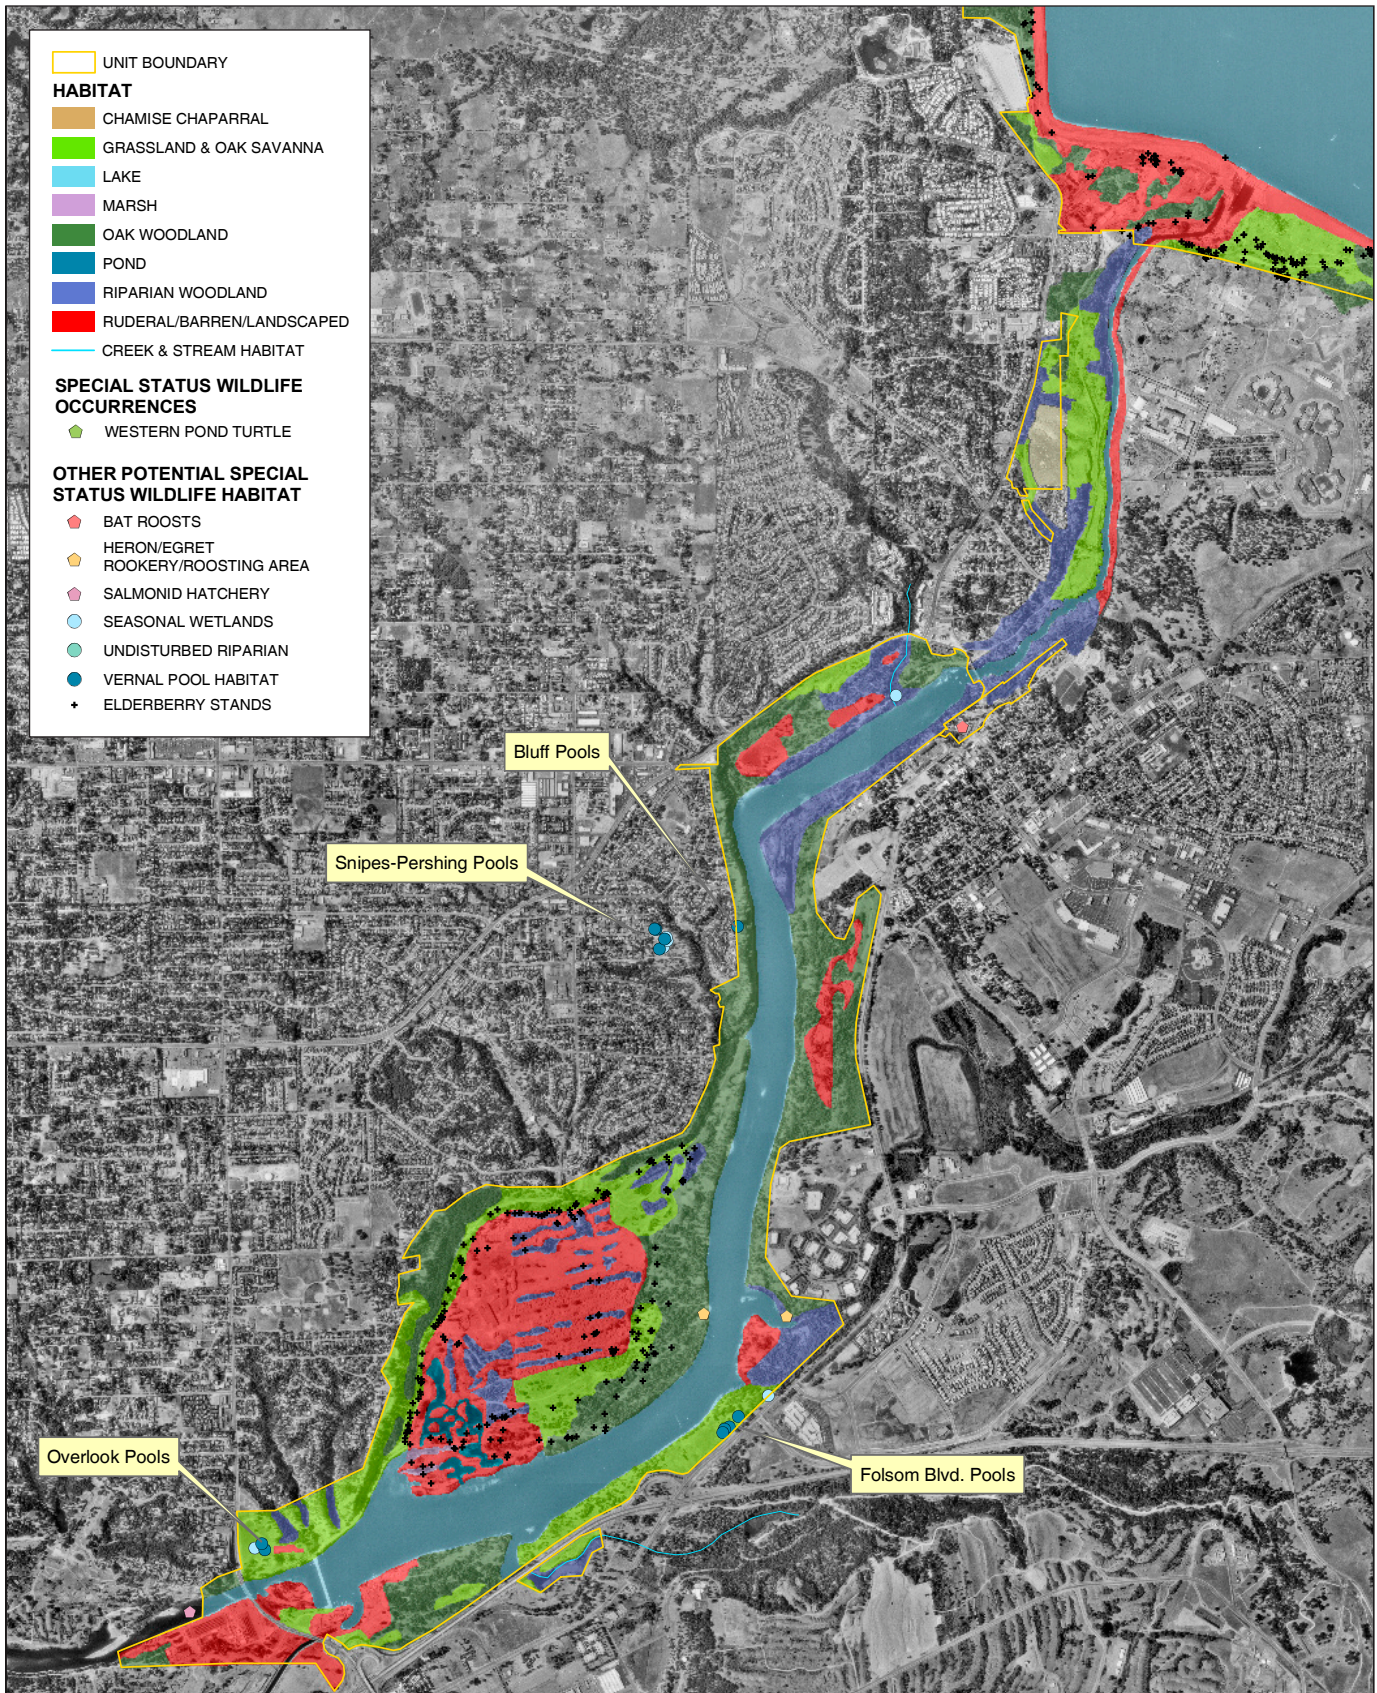 UNIT BOUNDARY
HABITAT
CHAMISE CHAPARRAL
GRASSLAND & OAK SAVANNA
LAKE
MARSH
OAK WOODLAND
POND
RIPARIAN WOODLAND
RUDERAL/BARREN/LANDSCAPED
CREEK & STREAM HABITAT
SPECIAL STATUS WILDLIFE
OCCURRENCES
WESTERN POND TURTLE
OTHER POTENTIAL SPECIAL
STATUS WILDLIFE HABITAT
BAT ROOSTS
HERON/EGRET
ROOKERY/ROOSTING AREA
SALMONID HATCHERY
SEASONAL WETLANDS
UNDISTURBED RIPARIAN
VERNAL POOL HABITAT
ELDERBERRY STANDS
Bluff Pools
Snipes-Pershing Pools
Overlook Pools
Folsom Blvd. Pools